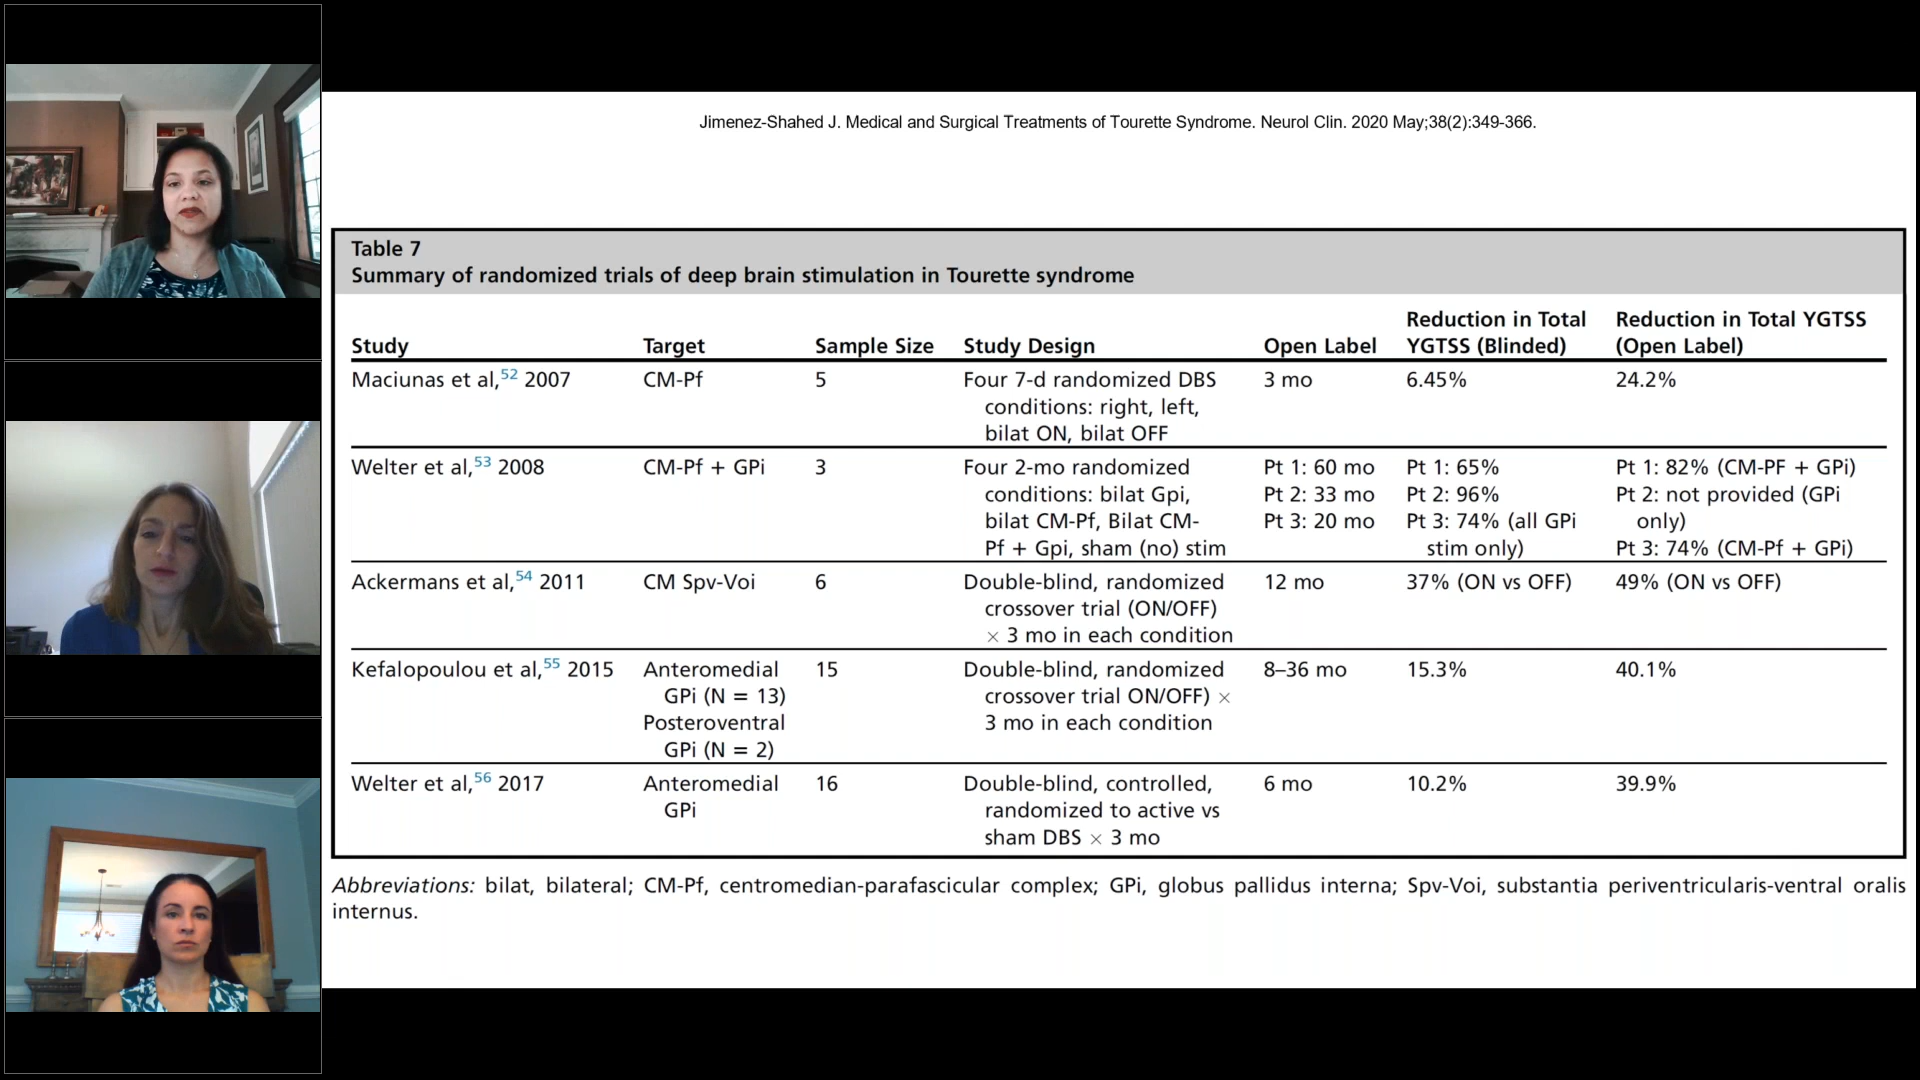 Jimenez-Shahed J. Medical and Surgical Treatments of Tourette Syndrome. Neurol Clin. 2020 May;38(2):349-366.
Table 7
Summary of randomized trials of deep brain stimulation in Tourette syndrome
Study Target Sample Size Study Design Open Label Reduction in Total YGTSS (Blinded) Reduction in Total YGTSS (Open Label)
Maciunas et al,52 2007 CM-Pf 5 Four 7-d randomized DBS 3 mo 6.45% 24.2%
conditions: right, left,
bilat ON, bilat OFF
Welter et al,53 2008 CM-Pf + GPi 3 Four 2-mo randomized Pt 1: 60 mo Pt 1: 65% Pt 1: 82% (CM-PF + GPi)
conditions: bilat Gpi, Pt 2: 33 mo Pt 2: 96% Pt 2: not provided (GPi
bilat CM-Pf, Bilat CM- Pt 3: 20 mo Pt 3: 74% (all GPi only)
Pf + Gpi, sham (no) stim stim only) Pt 3: 74% (CM-Pf + GPi)
Ackermans et al,54 2011 CM Spv-Voi 6 Double-blind, randomized 12 mo 37% (ON vs OFF) 49% (ON vs OFF)
crossover trial (ON/OFF)
× 3 mo in each condition
Kefalopoulou et al,55 2015 Anteromedial 15 Double-blind, randomized 8–36 mo 15.3% 40.1%
GPi (N = 13) crossover trial ON/OFF) ×
Posteroventral 3 mo in each condition
GPi (N = 2)
Welter et al,56 2017 Anteromedial 16 Double-blind, controlled, 6 mo 10.2% 39.9%
GPi randomized to active vs
sham DBS × 3 mo
Abbreviations: bilat, bilateral; CM-Pf, centromedian-parafascicular complex; GPi, globus pallidus interna; Spv-Voi, substantia periventricularis-ventral oralis
internus.